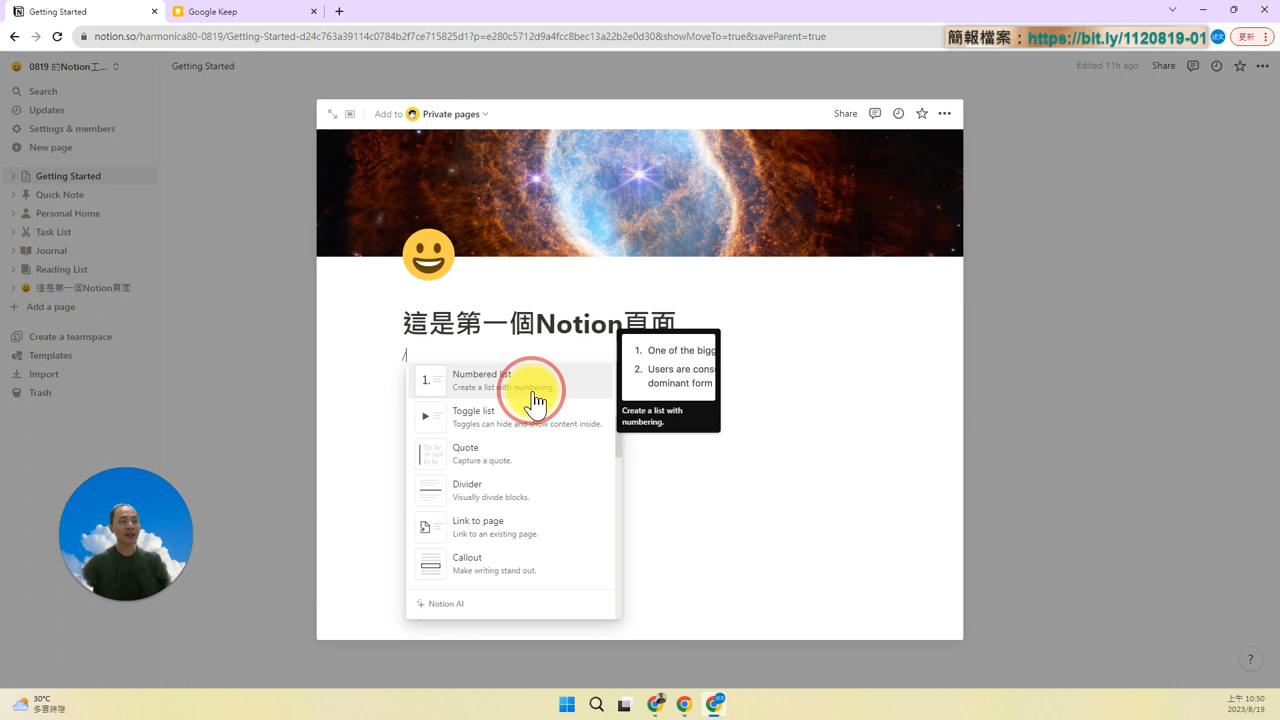 Getting Started
Google Keep
notion.so/harmonica80-0819/Getting-Started-d24c763a39114c0784b2f7ce715825d1?p=e280c5712d9a4fcc8bec13a22b2e0d30&showMoveTo=true&saveParent=true
簡報檔案：https://bit.ly/1120819-01
更新
0819 的Notion工...
Getting Started
Edited 11h ago
Share
Search
Updates
Settings & members
New page
Getting Started
Quick Note
Personal Home
Task List
Journal
Reading List
這是第一個Notion頁面
Add a page
Create a teamspace
Templates
Import
Trash
Add to
Private pages
Share
這是第一個Notion頁面
/
Numbered list
Create a list with numbering.
Toggle list
Toggles can hide and show content inside.
Quote
Capture a quote.
Divider
Visually divide blocks.
Link to page
Link to an existing page.
Callout
Make writing stand out.
Notion AI
To be
or not
to be
1.
1. One of the bigg
2. Users are cons
dominant form
Create a list with
numbering.
?
30°C
多雲時陰
上午 10:50
2023/8/19